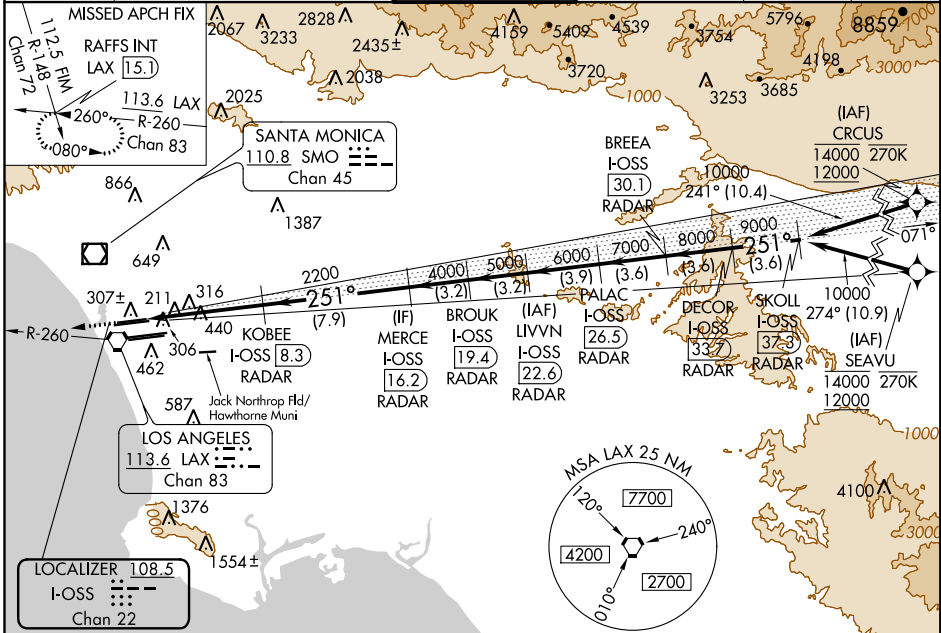 MISSED APCH FIX
112.5 FIM
R-148
Chan 72
RAFFS INT
LAX 15.1
113.6 LAX
R-260
Chan 83
260°
080°
2067
3233
2828
2435±
4159
5409
4539
3754
5796
8859
4198
3000
2038
3720
3253
3685
1000
2025
SANTA MONICA
110.8 SMO
Chan 45
BREEA
I-OSS
30.1
RADAR
(IAF)
CRCUS
14000 270K
12000
10000
241° (10.4)
866
1387
649
071°
2200
4000
5000
6000
7000
8000
9000
251°
251°
(7.9)
(3.2)
(3.2)
(3.9)
(3.6)
(3.6)
(3.6)
10000
274° (10.9)
307±
211
316
440
306
462
R-260
KOBEE
I-OSS 8.3
RADAR
(IF)
MERCE
I-OSS
16.2
RADAR
BROUK
I-OSS
19.4
RADAR
(IAF)
LIVVN
I-OSS
22.6
RADAR
PALAC
I-OSS
26.5
RADAR
DECOR
I-OSS
33.7
RADAR
SKOLL
I-OSS
37.3
RADAR
(IAF)
SEAVU
14000 270K
12000
Jack Northrop Fld/
Hawthorne Muni
587
LOS ANGELES
113.6 LAX
Chan 83
1000
1376
1554±
1000
4100
3000
MSA LAX 25 NM
120°
7700
240°
4200
2700
010°
LOCALIZER 108.5
I-OSS
Chan 22
1000